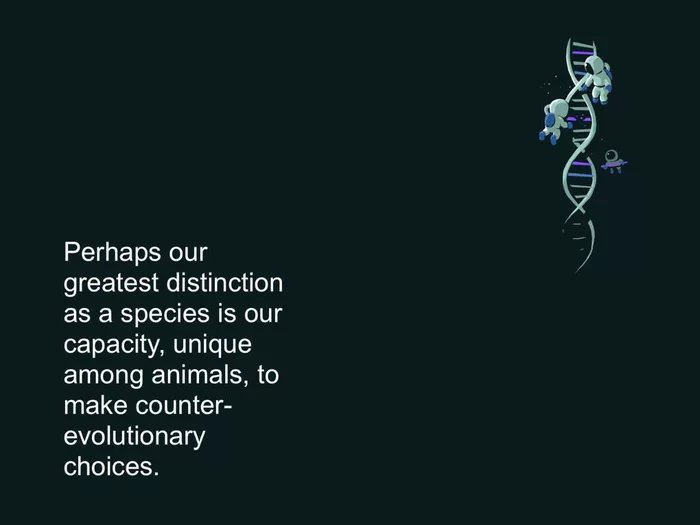 Perhaps our
greatest distinction
as a species is our
capacity, unique
among animals, to
make counter-
evolutionary
choices.